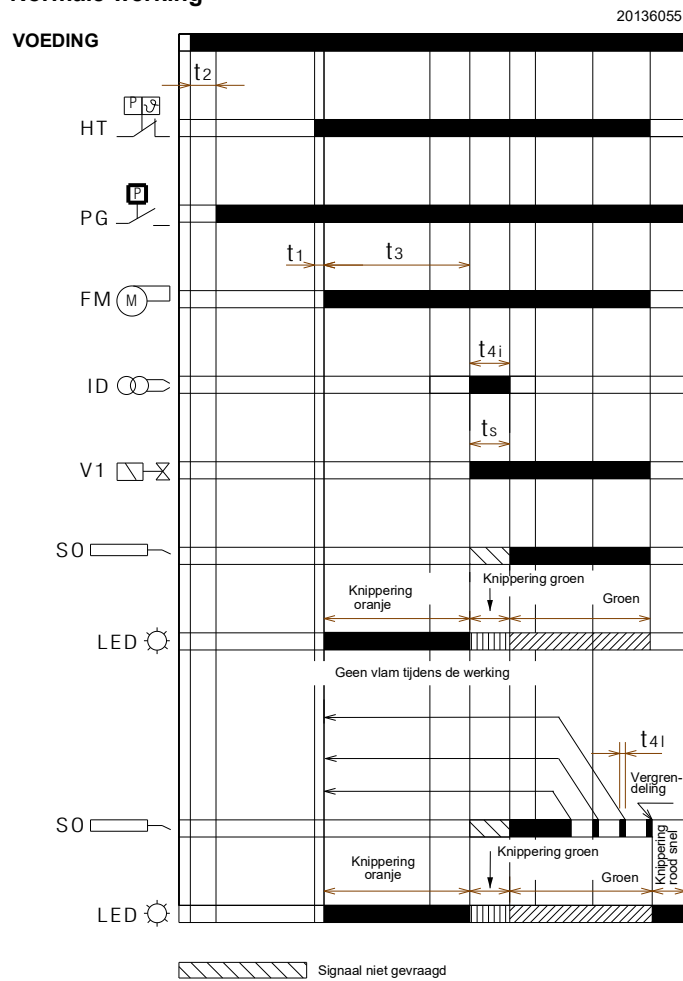 20136055
VOEDING
t2
P ϑ
HT
P
PG
t1
t3
FM M
t4i
ID
ts
V1
SO
Knippering oranje
Knippering groen
Groen
LED
Geen vlam tijdens de werking
t4l
Vergren-
deling
SO
Knippering
oranje
Knippering groen
Groen
Knippering
rood snel
LED
Signaal niet gevraagd